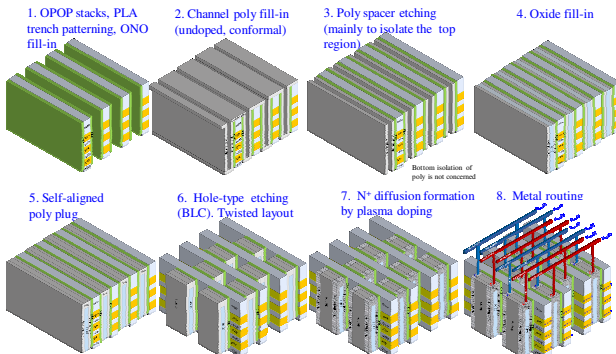 1. OPOP stacks, PLA
trench patterning, ONO
fill-in
2. Channel poly fill-in
(undoped, conformal)
3. Poly spacer etching
(mainly to isolate the top
region)
4. Oxide fill-in
Bottom isolation of
poly is not concerned
5. Self-aligned
poly plug
6. Hole-type etching
(BLC). Twisted layout
7. N⁺ diffusion formation
by plasma doping
8. Metal routing